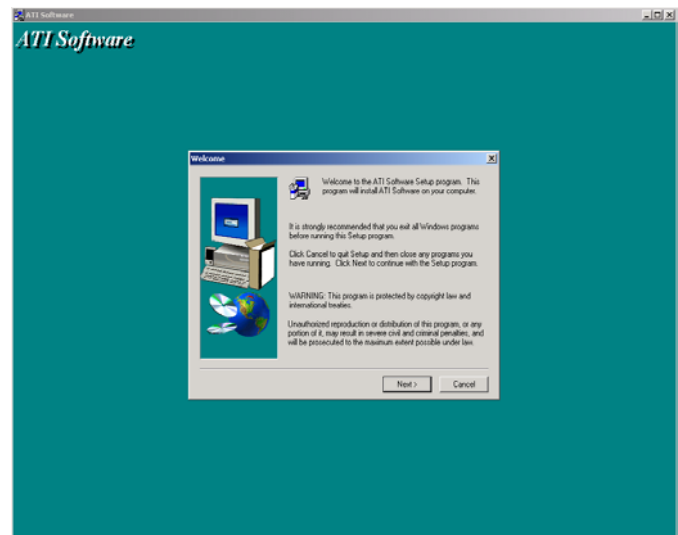 ATI Software
ATI Software
Welcome
Welcome to the ATI Software Setup program. This
program will install ATI Software on your computer.
It is strongly recommended that you exit all Windows programs
before running this Setup program.
Click Cancel to quit Setup and then close any programs you
have running. Click Next to continue with the Setup program.
WARNING: This program is protected by copyright law and
international treaties.
Unauthorized reproduction or distribution of this program, or any
portion of it, may result in severe civil and criminal penalties, and
will be prosecuted to the maximum extent possible under law.
Next >
Cancel